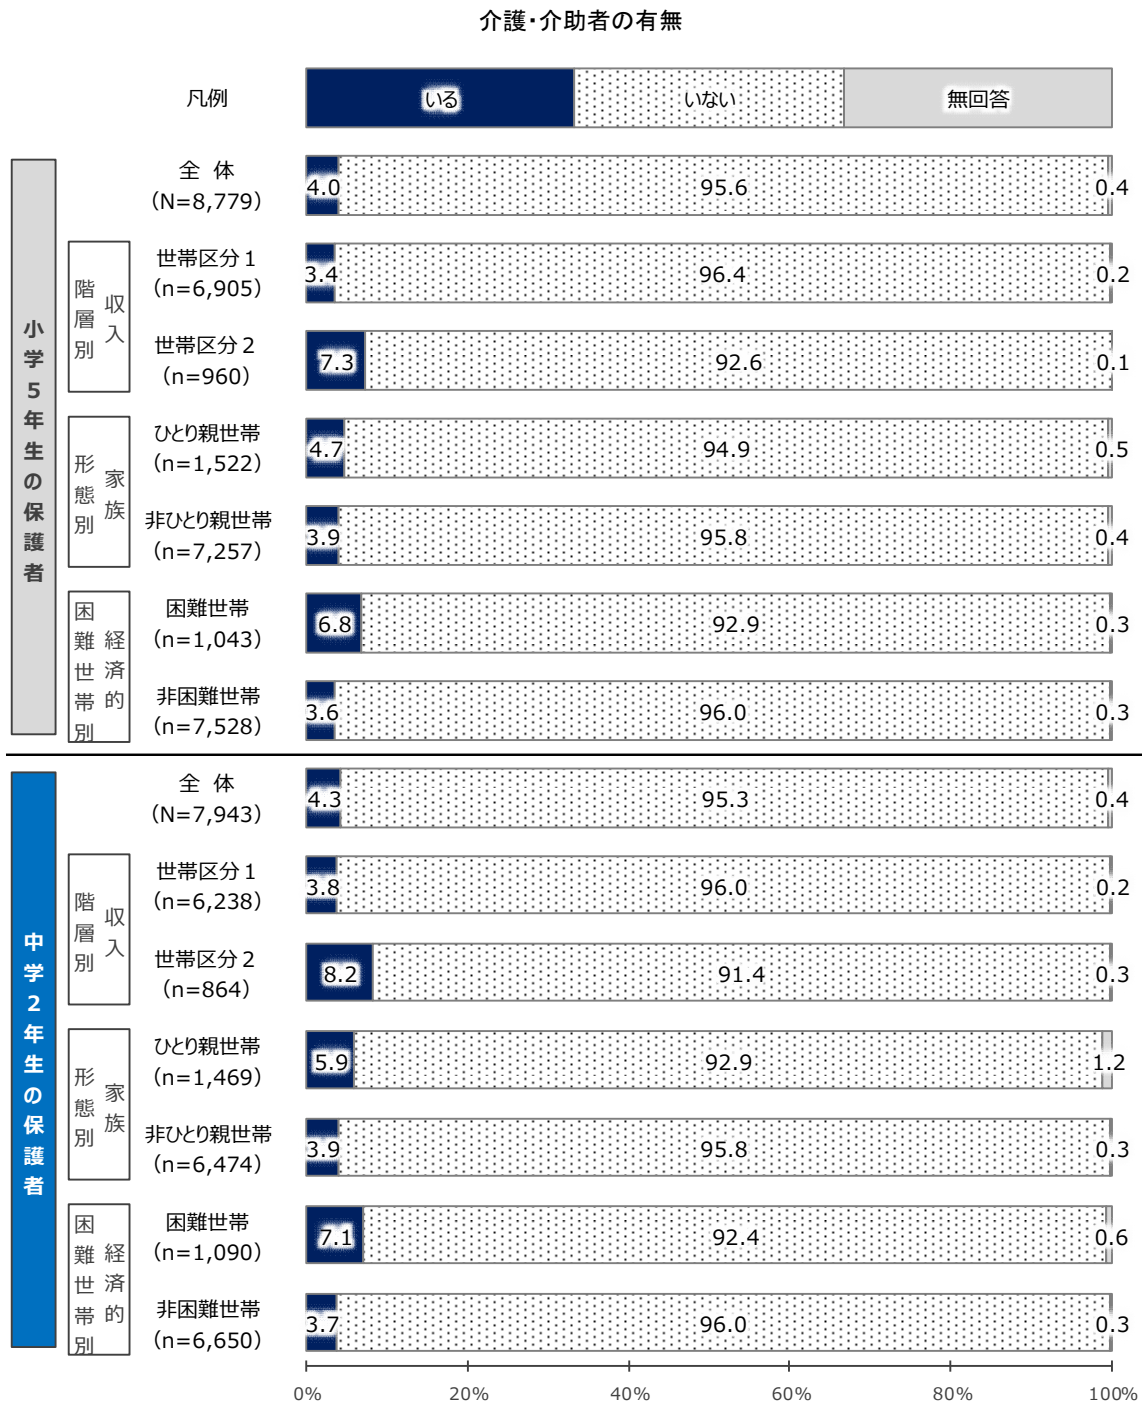 介護・介助者の有無
凡例
いる
いない
無回答
小学5年生の保護者
全 体
(N=8,779)
4.0
95.6
0.4
収入階層別
世帯区分1
(n=6,905)
3.4
96.4
0.2
世帯区分2
(n=960)
7.3
92.6
0.1
家族形態別
ひとり親世帯
(n=1,522)
4.7
94.9
0.5
非ひとり親世帯
(n=7,257)
3.9
95.8
0.4
経済的困難世帯別
困難世帯
(n=1,043)
6.8
92.9
0.3
非困難世帯
(n=7,528)
3.6
96.0
0.3
中学2年生の保護者
全 体
(N=7,943)
4.3
95.3
0.4
収入階層別
世帯区分1
(n=6,238)
3.8
96.0
0.2
世帯区分2
(n=864)
8.2
91.4
0.3
家族形態別
ひとり親世帯
(n=1,469)
5.9
92.9
1.2
非ひとり親世帯
(n=6,474)
3.9
95.8
0.3
経済的困難世帯別
困難世帯
(n=1,090)
7.1
92.4
0.6
非困難世帯
(n=6,650)
3.7
96.0
0.3
0%
20%
40%
60%
80%
100%